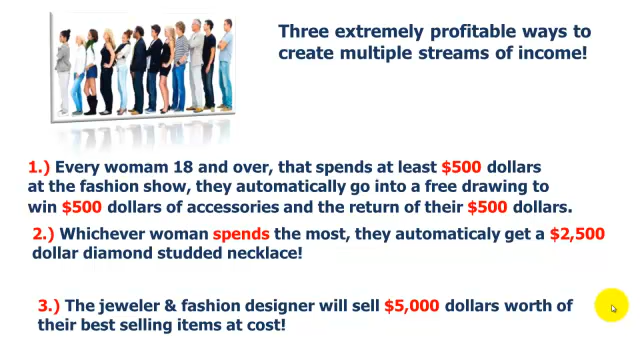 Three extremely profitable ways to
create multiple streams of income!
1.) Every womam 18 and over, that spends at least $500 dollars
at the fashion show, they automatically go into a free drawing to
win $500 dollars of accessories and the return of their $500 dollars.
2.) Whichever woman spends the most, they automaticaly get a $2,500
dollar diamond studded necklace!
3.) The jeweler & fashion designer will sell $5,000 dollars worth of
their best selling items at cost!